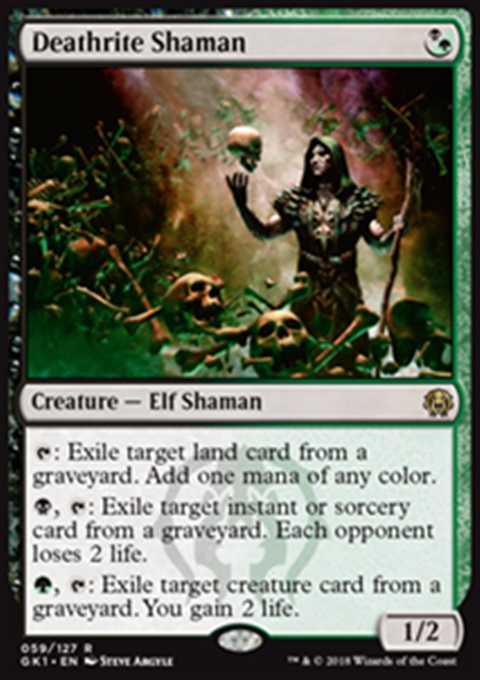 Deathrite Shaman
Creature — Elf Shaman
: Exile target land card from a
graveyard. Add one mana of any color.
, : Exile target instant or sorcery
card from a graveyard. Each opponent
loses 2 life.
, : Exile target creature card from a
graveyard. You gain 2 life.
1/2
059/127 R
GK1 • EN Steve Argyle
™ & © 2018 Wizards of the Coast